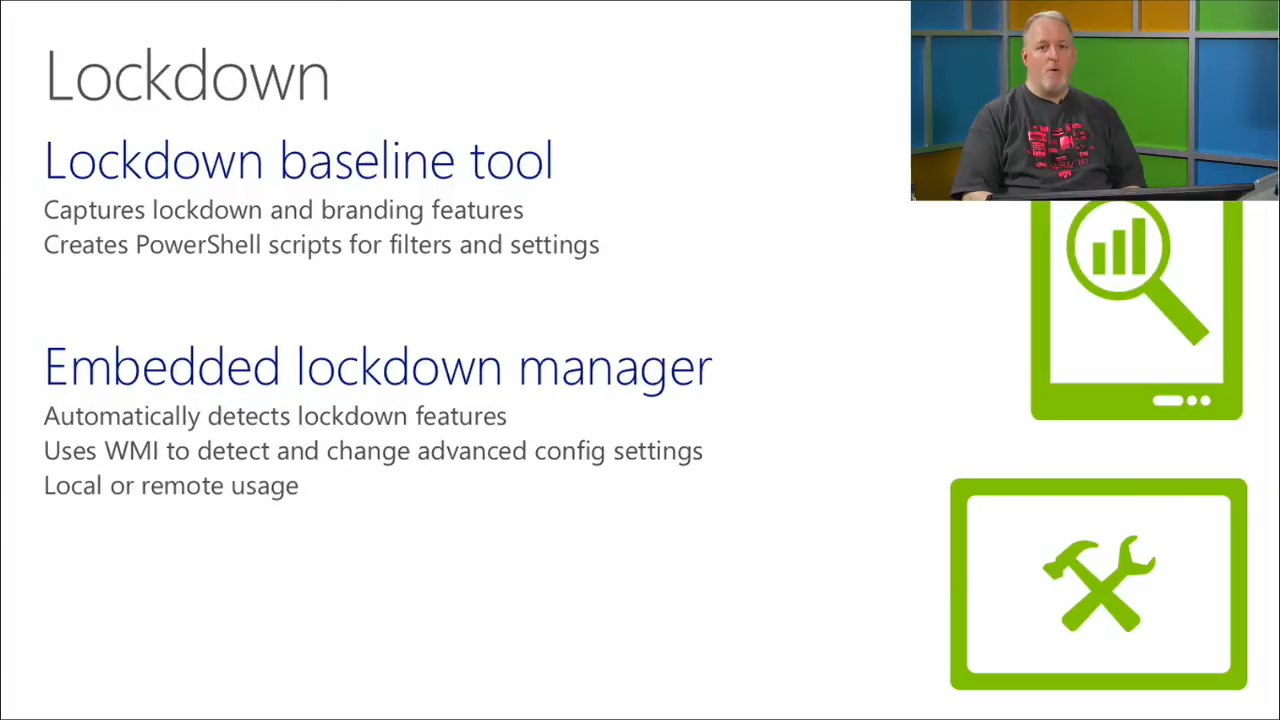 Lockdown
Lockdown baseline tool
Captures lockdown and branding features
Creates PowerShell scripts for filters and settings
Embedded lockdown manager
Automatically detects lockdown features
Uses WMI to detect and change advanced config settings
Local or remote usage